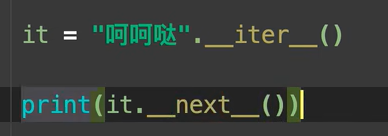 it = "呵呵哒".__iter__()
print(it.__next__())